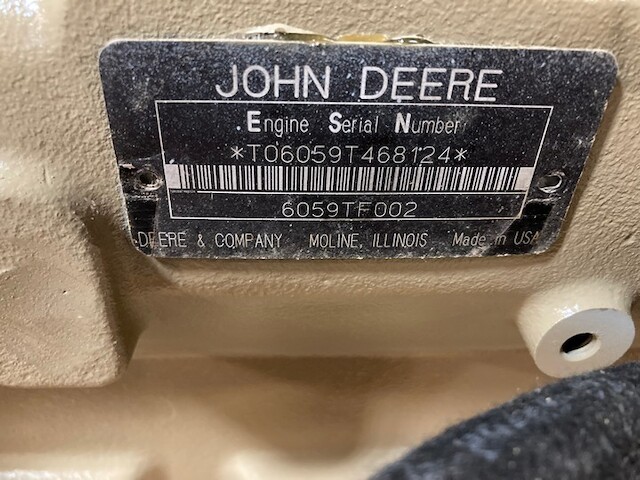 JOHN DEERE
Engine Serial Number
*T06059T468124*
6059TF002
DEERE & COMPANY MOLINE, ILLINOIS Made in USA